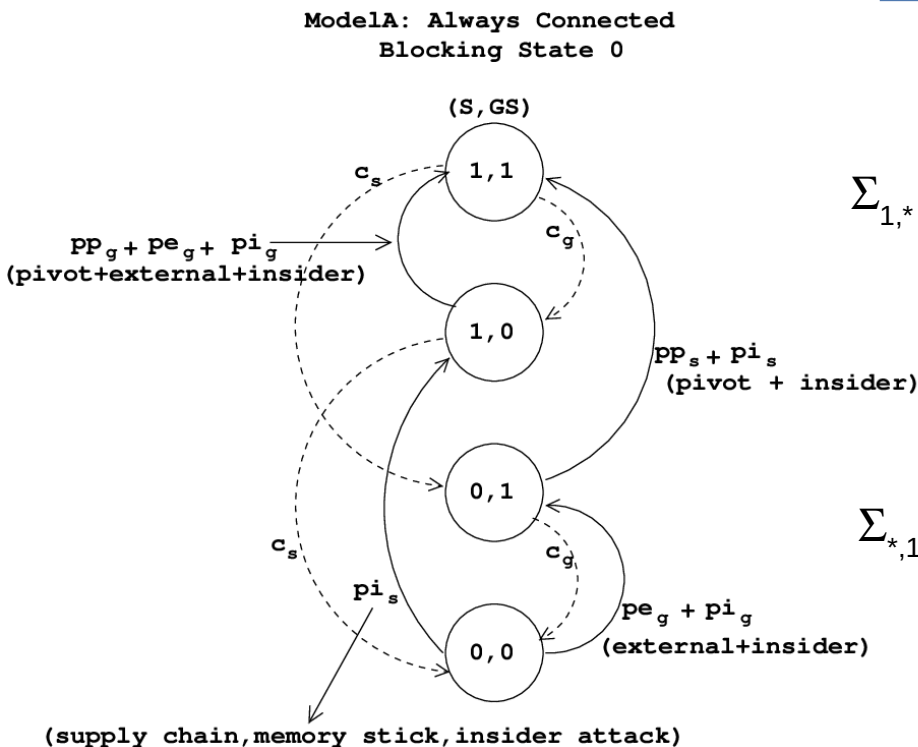 ModelA: Always Connected
Blocking State 0
(S,GS)
1,1
c_s
Σ_1,*
c_g
pp_g + pe_g + pi_g
(pivot+external+insider)
1,0
pp_s + pi_s
(pivot + insider)
0,1
Σ_*,1
c_s
c_g
pi_s
pe_g + pi_g
(external+insider)
0,0
(supply chain,memory stick,insider attack)